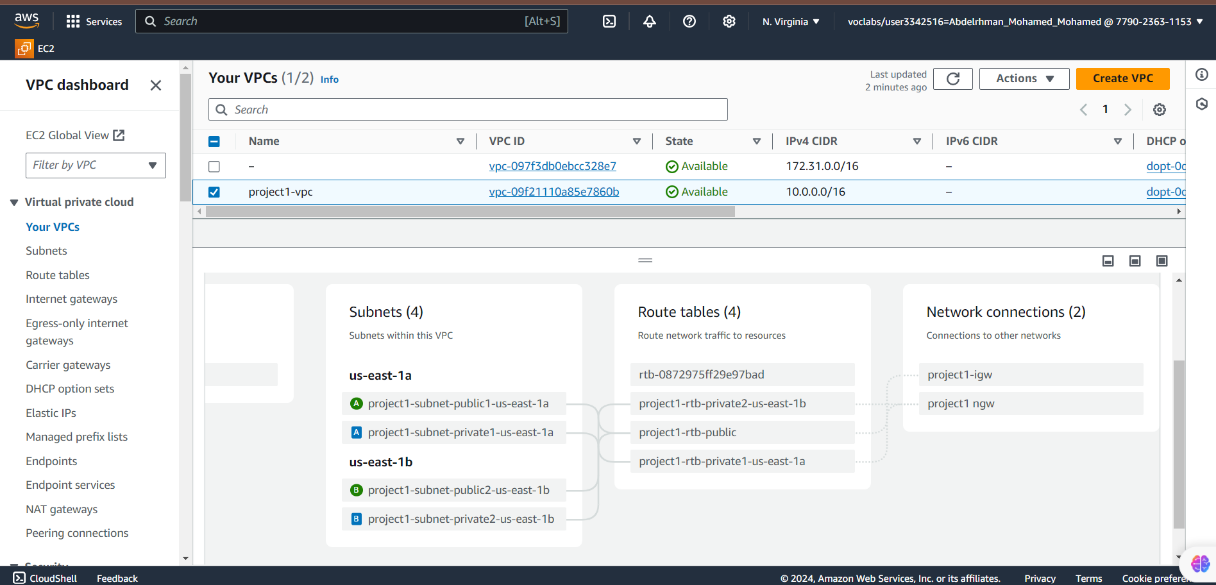 aws
Services
Search
[Alt+S]
N. Virginia
voclabs/user3342516=Abdelrhman_Mohamed_Mohamed @ 7790-2363-1153
EC2
VPC dashboard
EC2 Global View
Filter by VPC
Virtual private cloud
Your VPCs
Subnets
Route tables
Internet gateways
Egress-only internet
gateways
Carrier gateways
DHCP option sets
Elastic IPs
Managed prefix lists
Endpoints
Endpoint services
NAT gateways
Peering connections
Security
Your VPCs (1/2) Info
Last updated
2 minutes ago
Actions
Create VPC
Search
1
Name VPC ID State IPv4 CIDR IPv6 CIDR DHCP o
– vpc-097f3db0ebcc328e7 Available 172.31.0.0/16 – dopt-0c
project1-vpc vpc-09f21110a85e7860b Available 10.0.0.0/16 – dopt-0c
Subnets (4)
Subnets within this VPC
us-east-1a
A project1-subnet-public1-us-east-1a
A project1-subnet-private1-us-east-1a
us-east-1b
B project1-subnet-public2-us-east-1b
B project1-subnet-private2-us-east-1b
Route tables (4)
Route network traffic to resources
rtb-0872975ff29e97bad
project1-rtb-private2-us-east-1b
project1-rtb-public
project1-rtb-private1-us-east-1a
Network connections (2)
Connections to other networks
project1-igw
project1 ngw
CloudShell
Feedback
© 2024, Amazon Web Services, Inc. or its affiliates.
Privacy
Terms
Cookie prefere